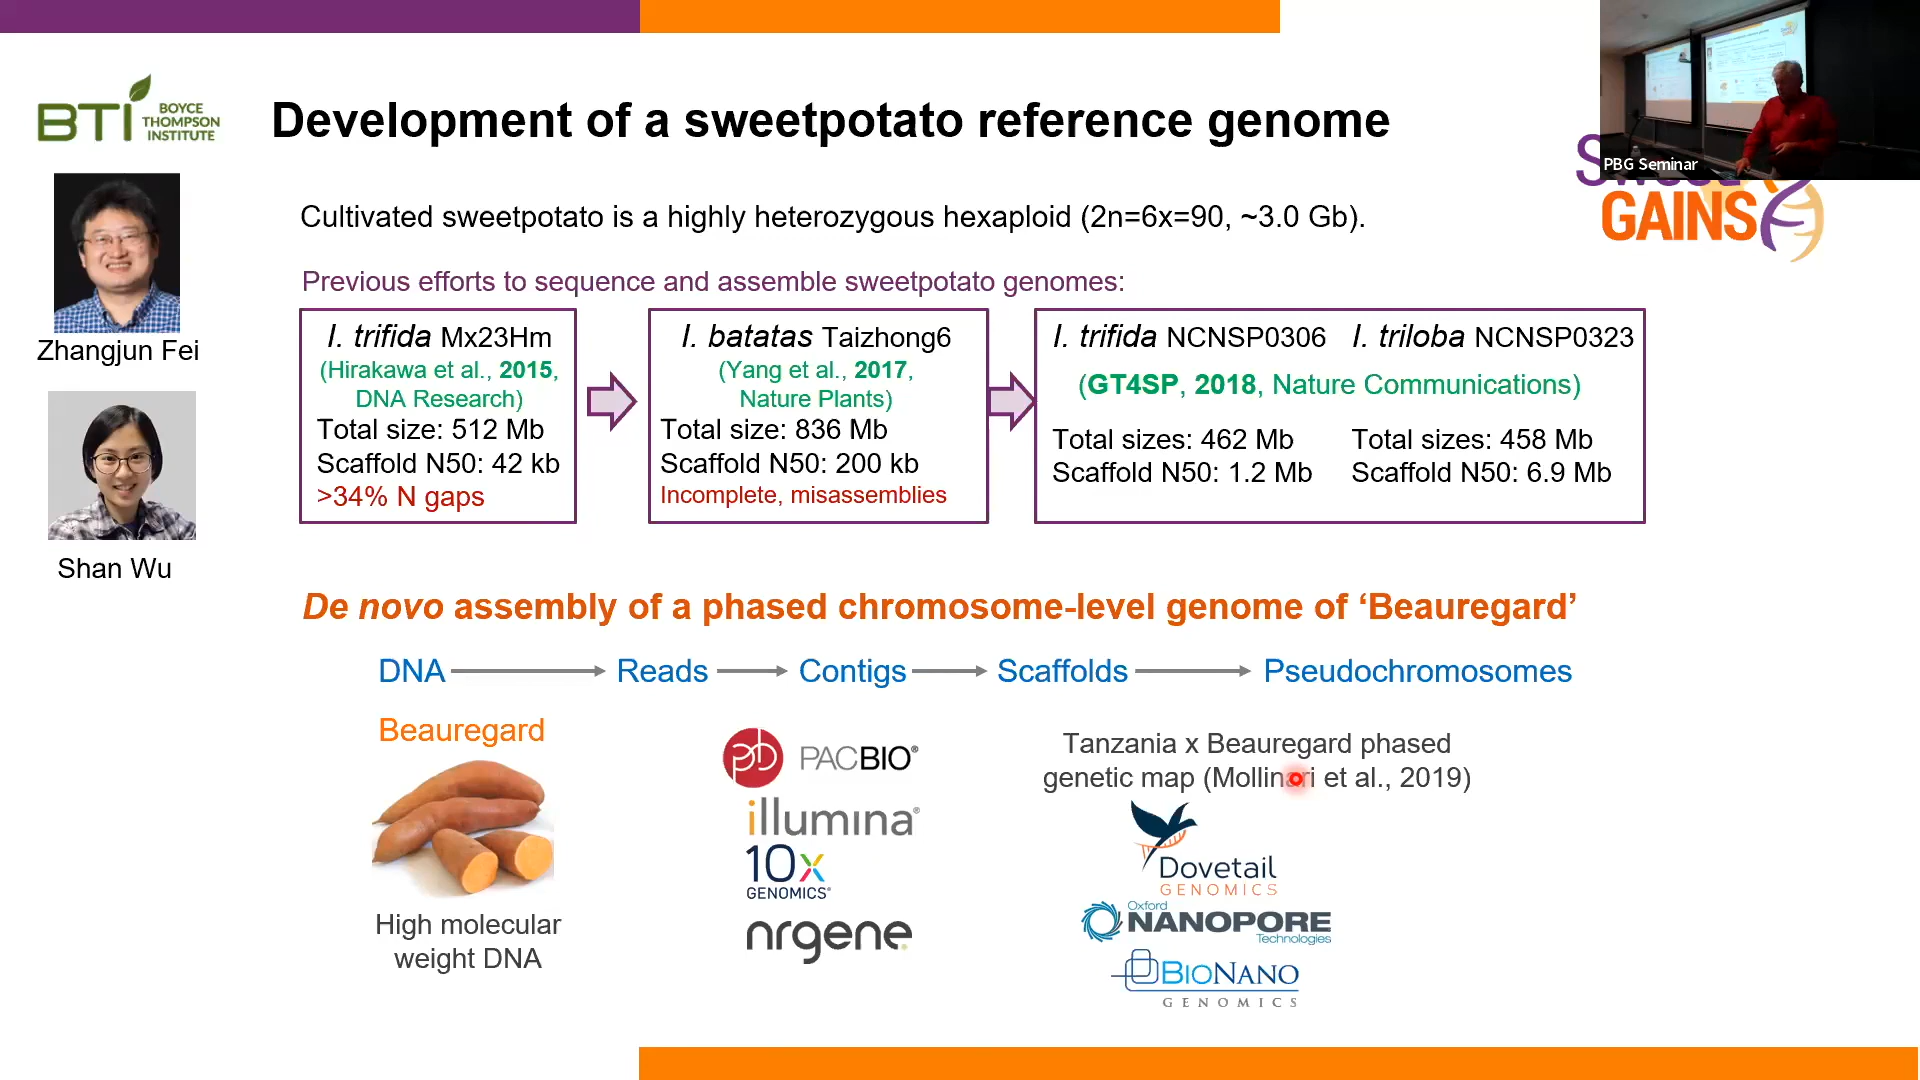 BTI BOYCE
THOMPSON
INSTITUTE
Development of a sweetpotato reference genome
PBG Seminar
GAINS
Zhangjun Fei
Shan Wu
Cultivated sweetpotato is a highly heterozygous hexaploid (2n=6x=90, ~3.0 Gb).
Previous efforts to sequence and assemble sweetpotato genomes:
I. trifida Mx23Hm
(Hirakawa et al., 2015,
DNA Research)
Total size: 512 Mb
Scaffold N50: 42 kb
>34% N gaps
I. batatas Taizhong6
(Yang et al., 2017,
Nature Plants)
Total size: 836 Mb
Scaffold N50: 200 kb
Incomplete, misassemblies
I. trifida NCNSP0306 I. triloba NCNSP0323
(GT4SP, 2018, Nature Communications)
Total sizes: 462 Mb Total sizes: 458 Mb
Scaffold N50: 1.2 Mb Scaffold N50: 6.9 Mb
De novo assembly of a phased chromosome-level genome of ‘Beauregard’
DNA Reads Contigs Scaffolds Pseudochromosomes
Beauregard
High molecular
weight DNA
pb PACBIO®
illumina®
10x
GENOMICS®
nrgene
Tanzania x Beauregard phased
genetic map (Mollinari et al., 2019)
Dovetail
GENOMICS
Oxford
NANOPORE
Technologies
BIONANO
GENOMICS